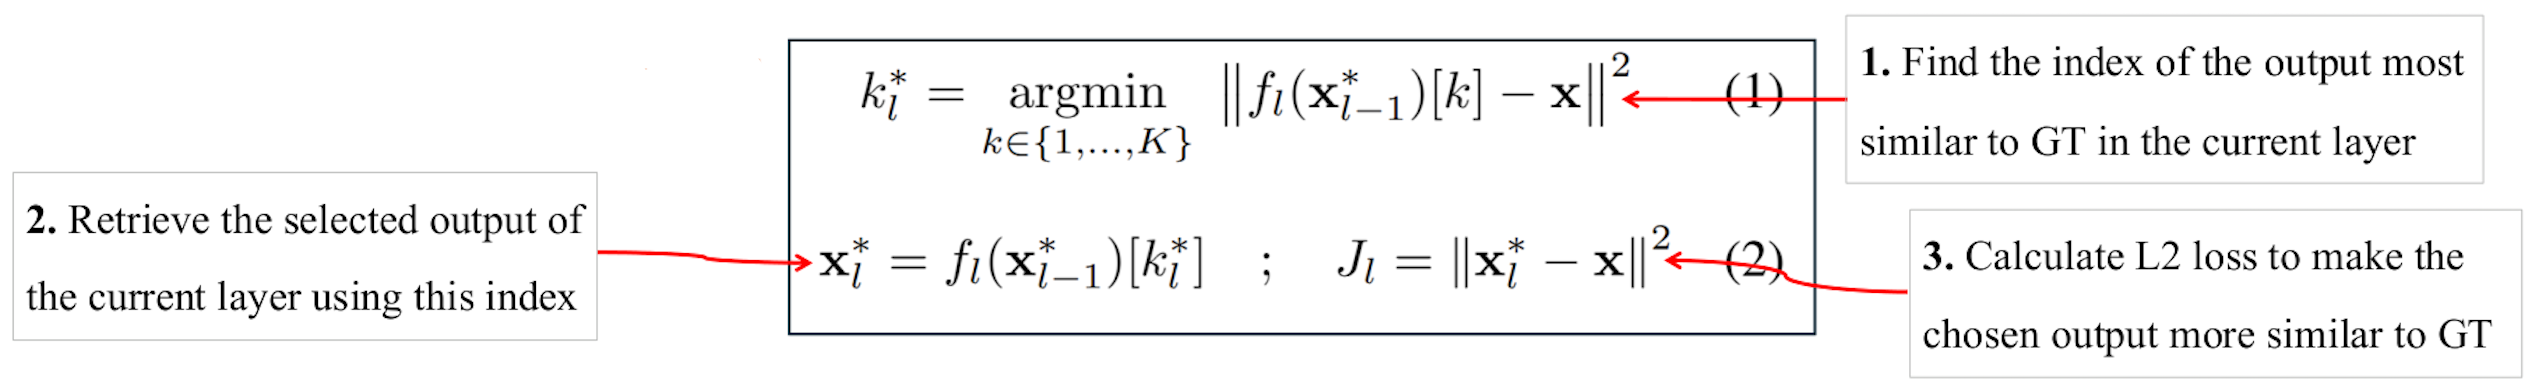 k*_l = argmin_{k∈{1,...,K}} ‖f_l(x*_{l−1})[k] − x‖² (1)
1. Find the index of the output most
similar to GT in the current layer
2. Retrieve the selected output of
the current layer using this index
x*_l = f_l(x*_{l−1})[k*_l] ; J_l = ‖x*_l − x‖² (2)
3. Calculate L2 loss to make the
chosen output more similar to GT